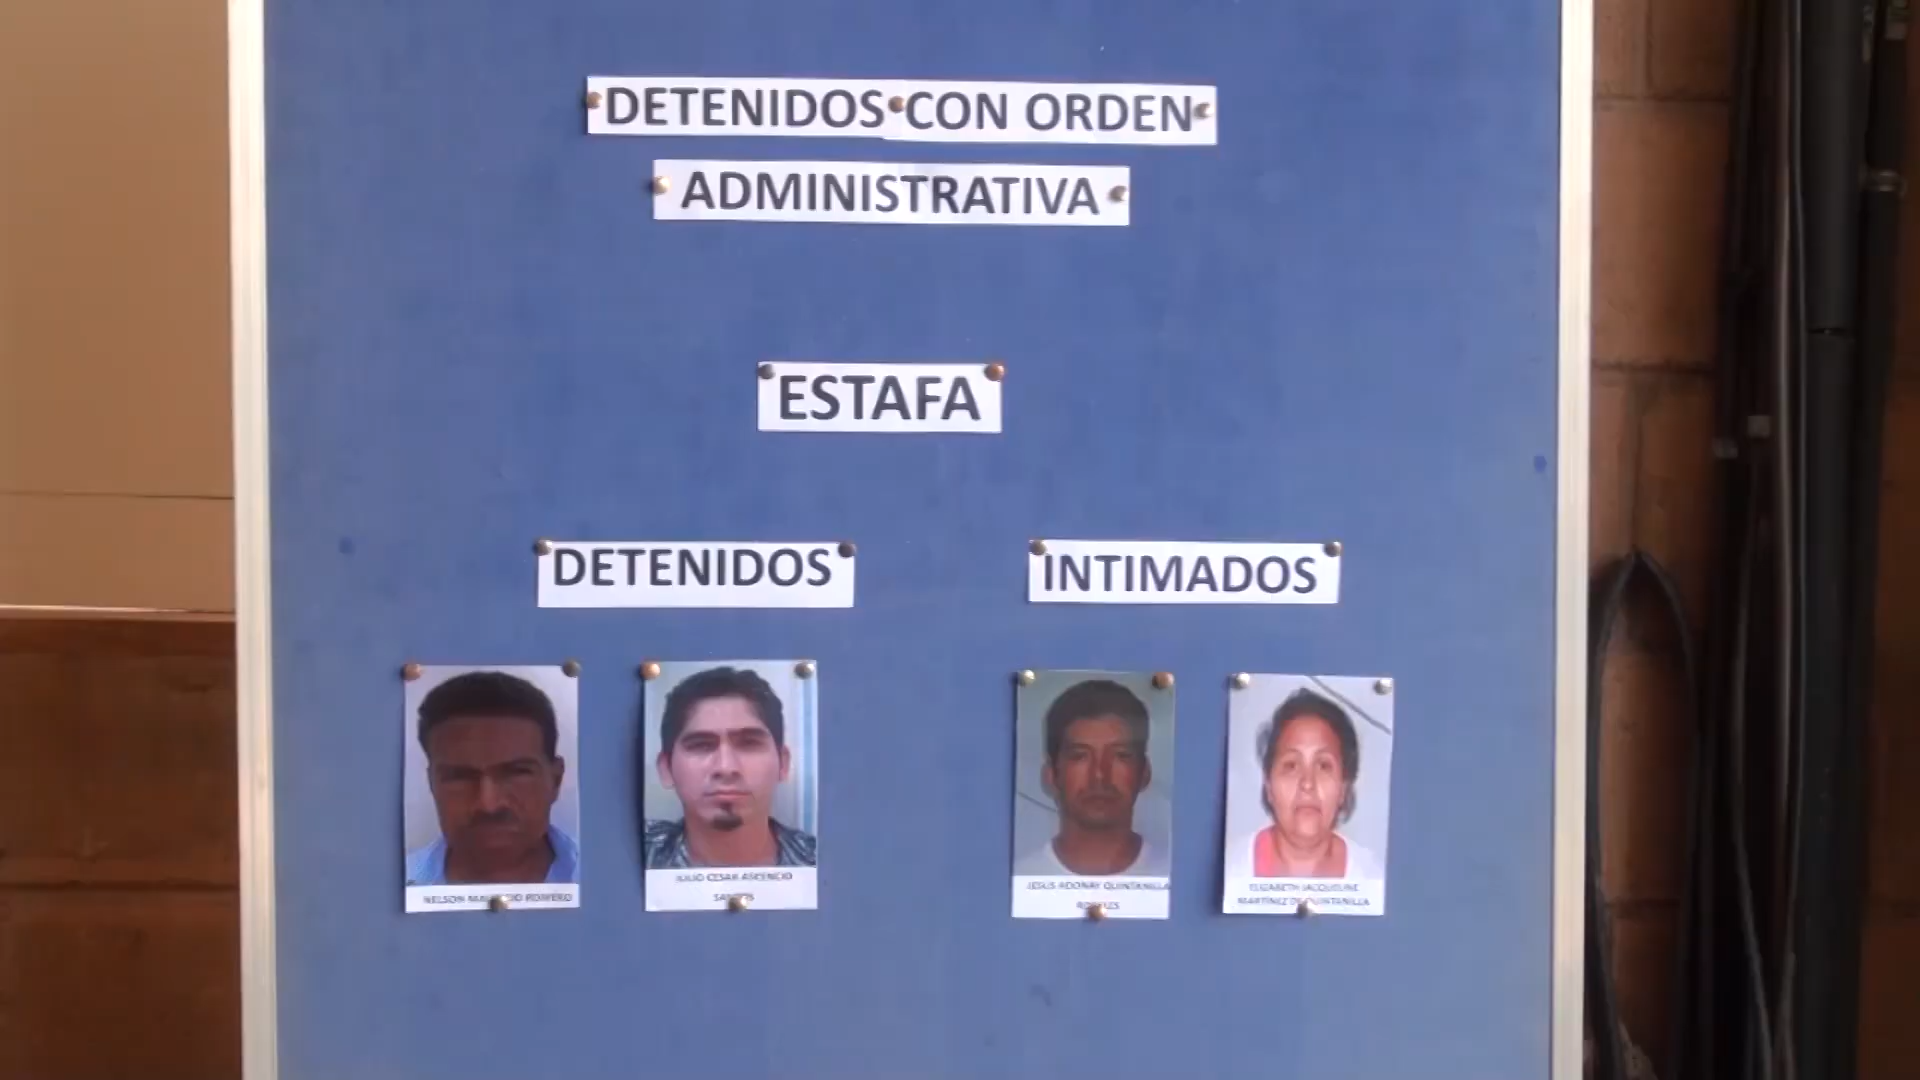 DETENIDOS CON ORDEN
ADMINISTRATIVA
ESTAFA
DETENIDOS
INTIMADOS
NELSON ROMERO
JULIO CESAR ASCENCIO
JESUS ADONAY QUINTANILLA
ELIZABETH JACQUELINE
MARTINEZ DE QUINTANILLA